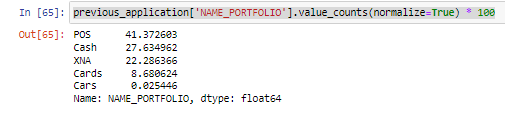 In [65]: previous_application['NAME_PORTFOLIO'].value_counts(normalize=True) * 100
Out[65]: POS 41.372603
Cash 27.634962
XNA 22.286366
Cards 8.680624
Cars 0.025446
Name: NAME_PORTFOLIO, dtype: float64